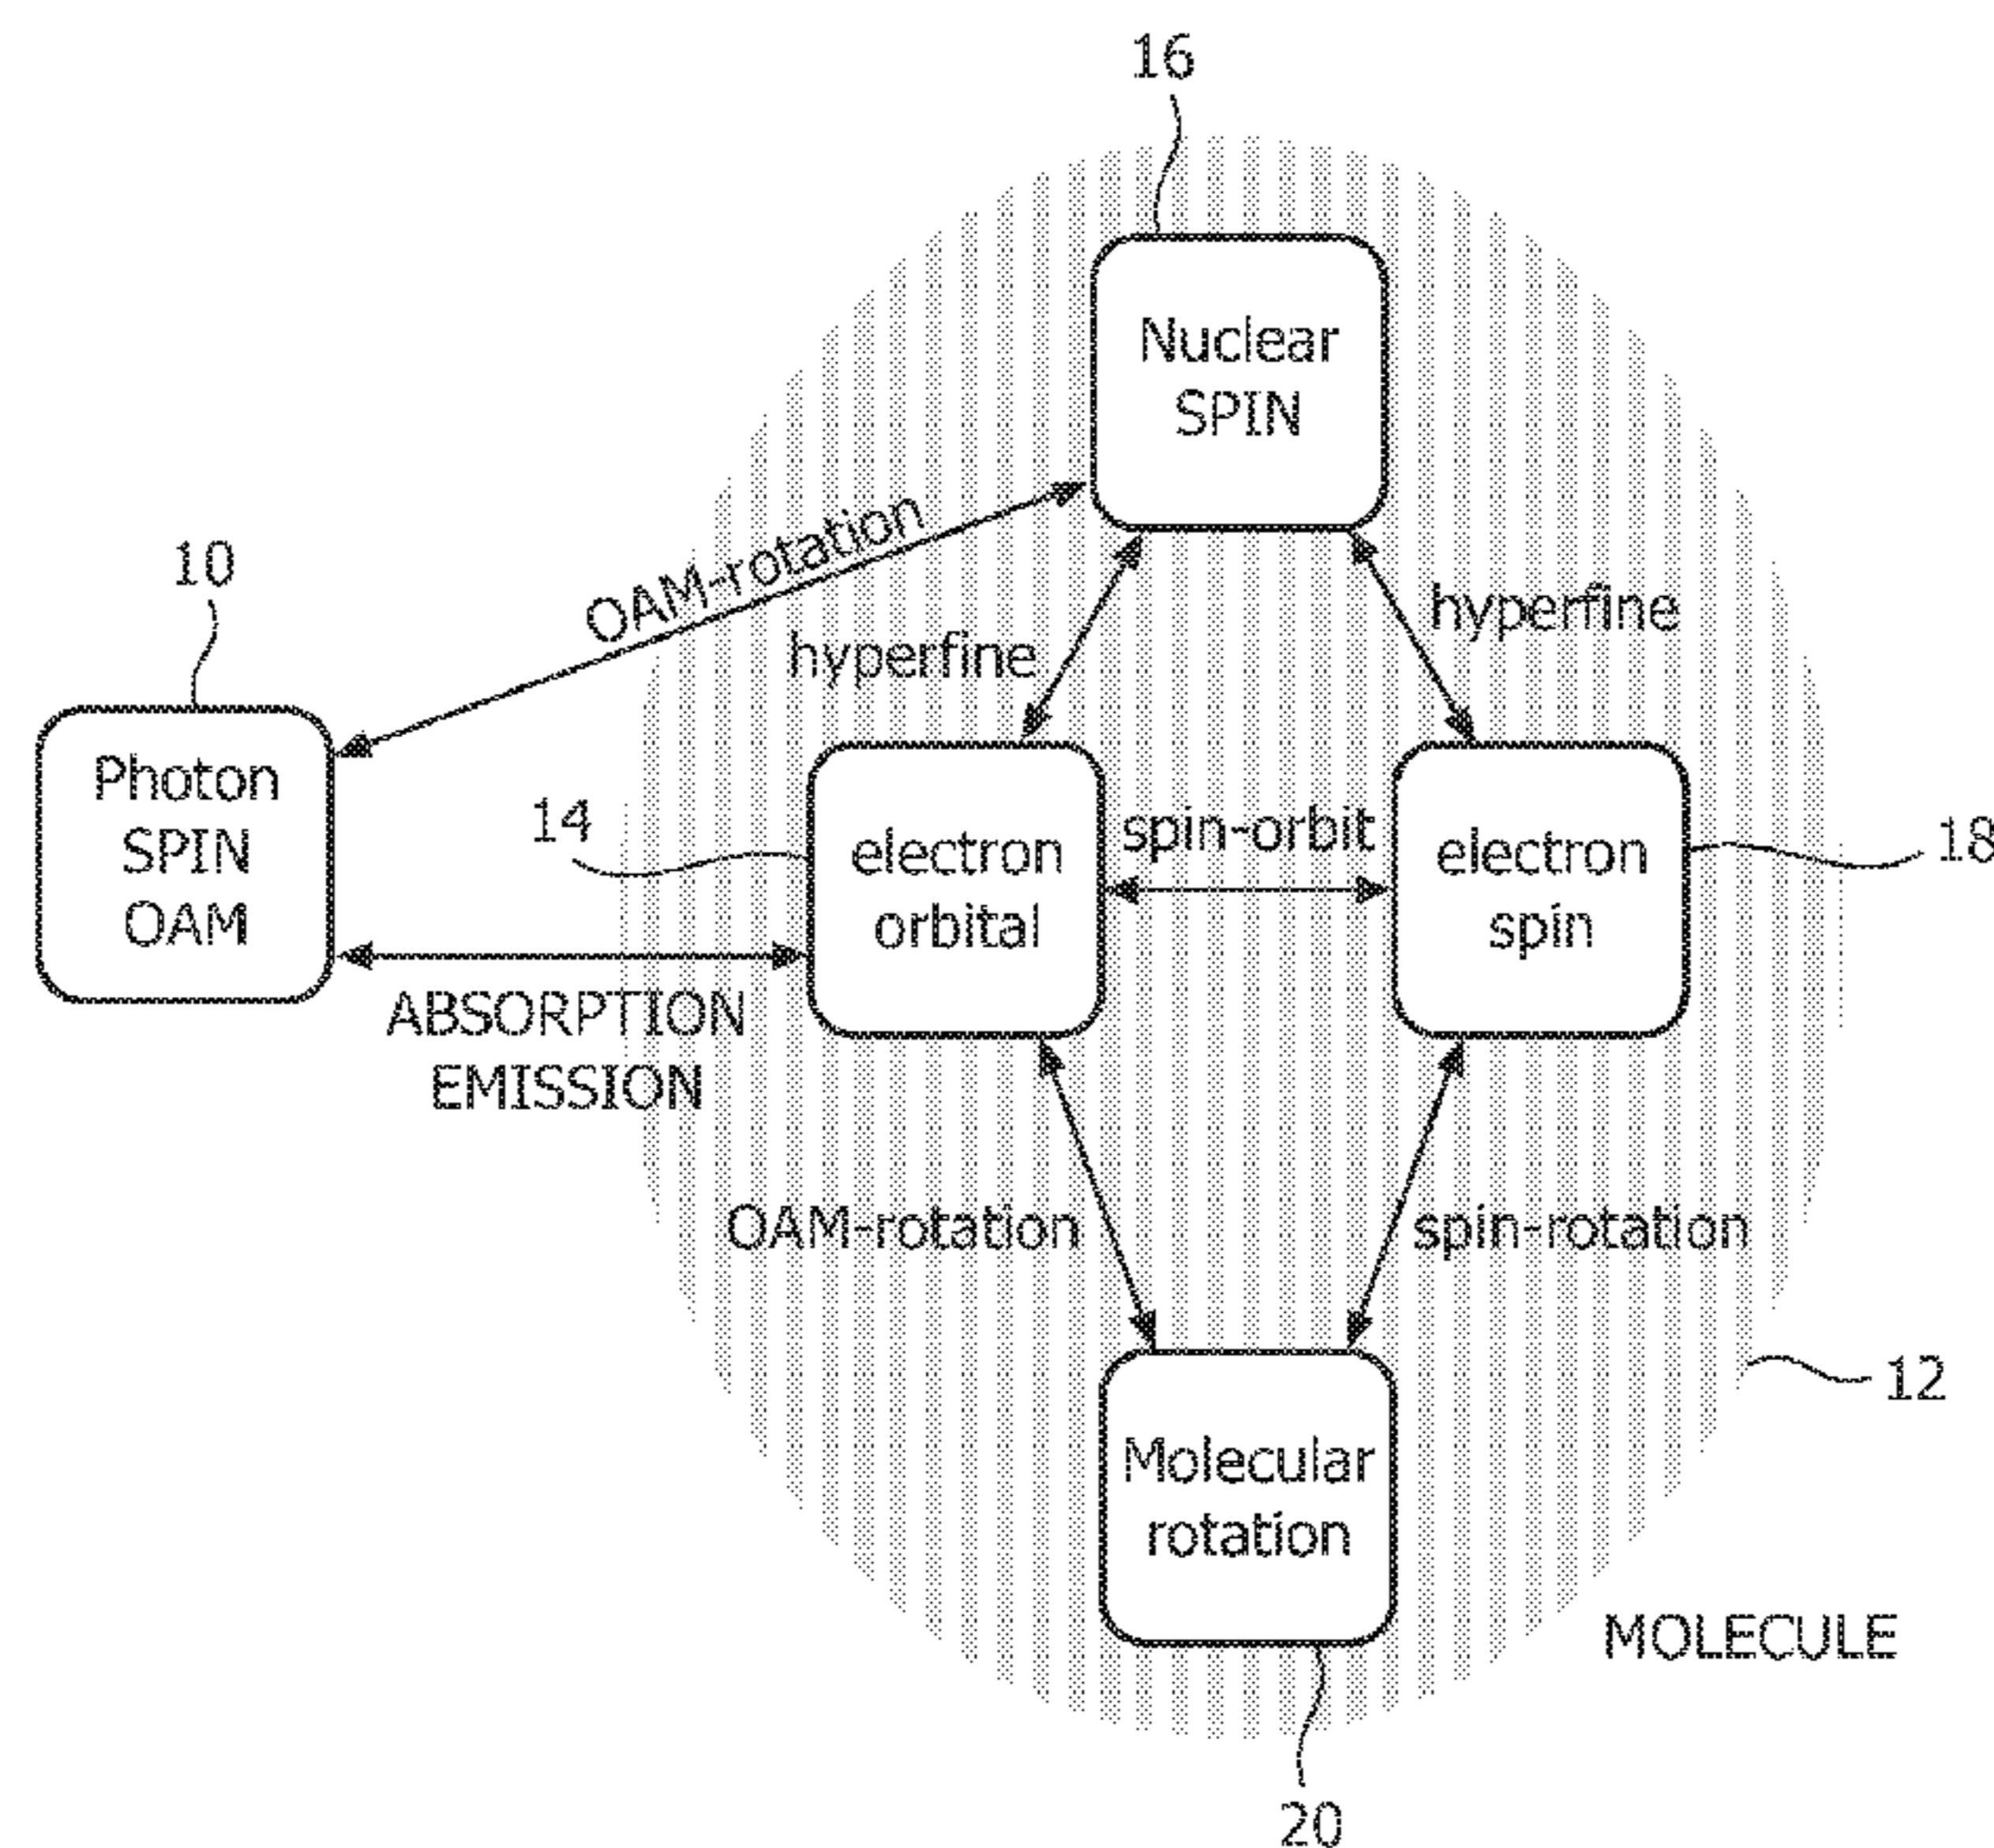 16
Nuclear
SPIN
10
OAM-rotation
hyperfine
hyperfine
Photon
SPIN
OAM
14
electron
orbital
spin-orbit
electron
spin
18
ABSORPTION
EMISSION
OAM-rotation
spin-rotation
12
Molecular
rotation
MOLECULE
20